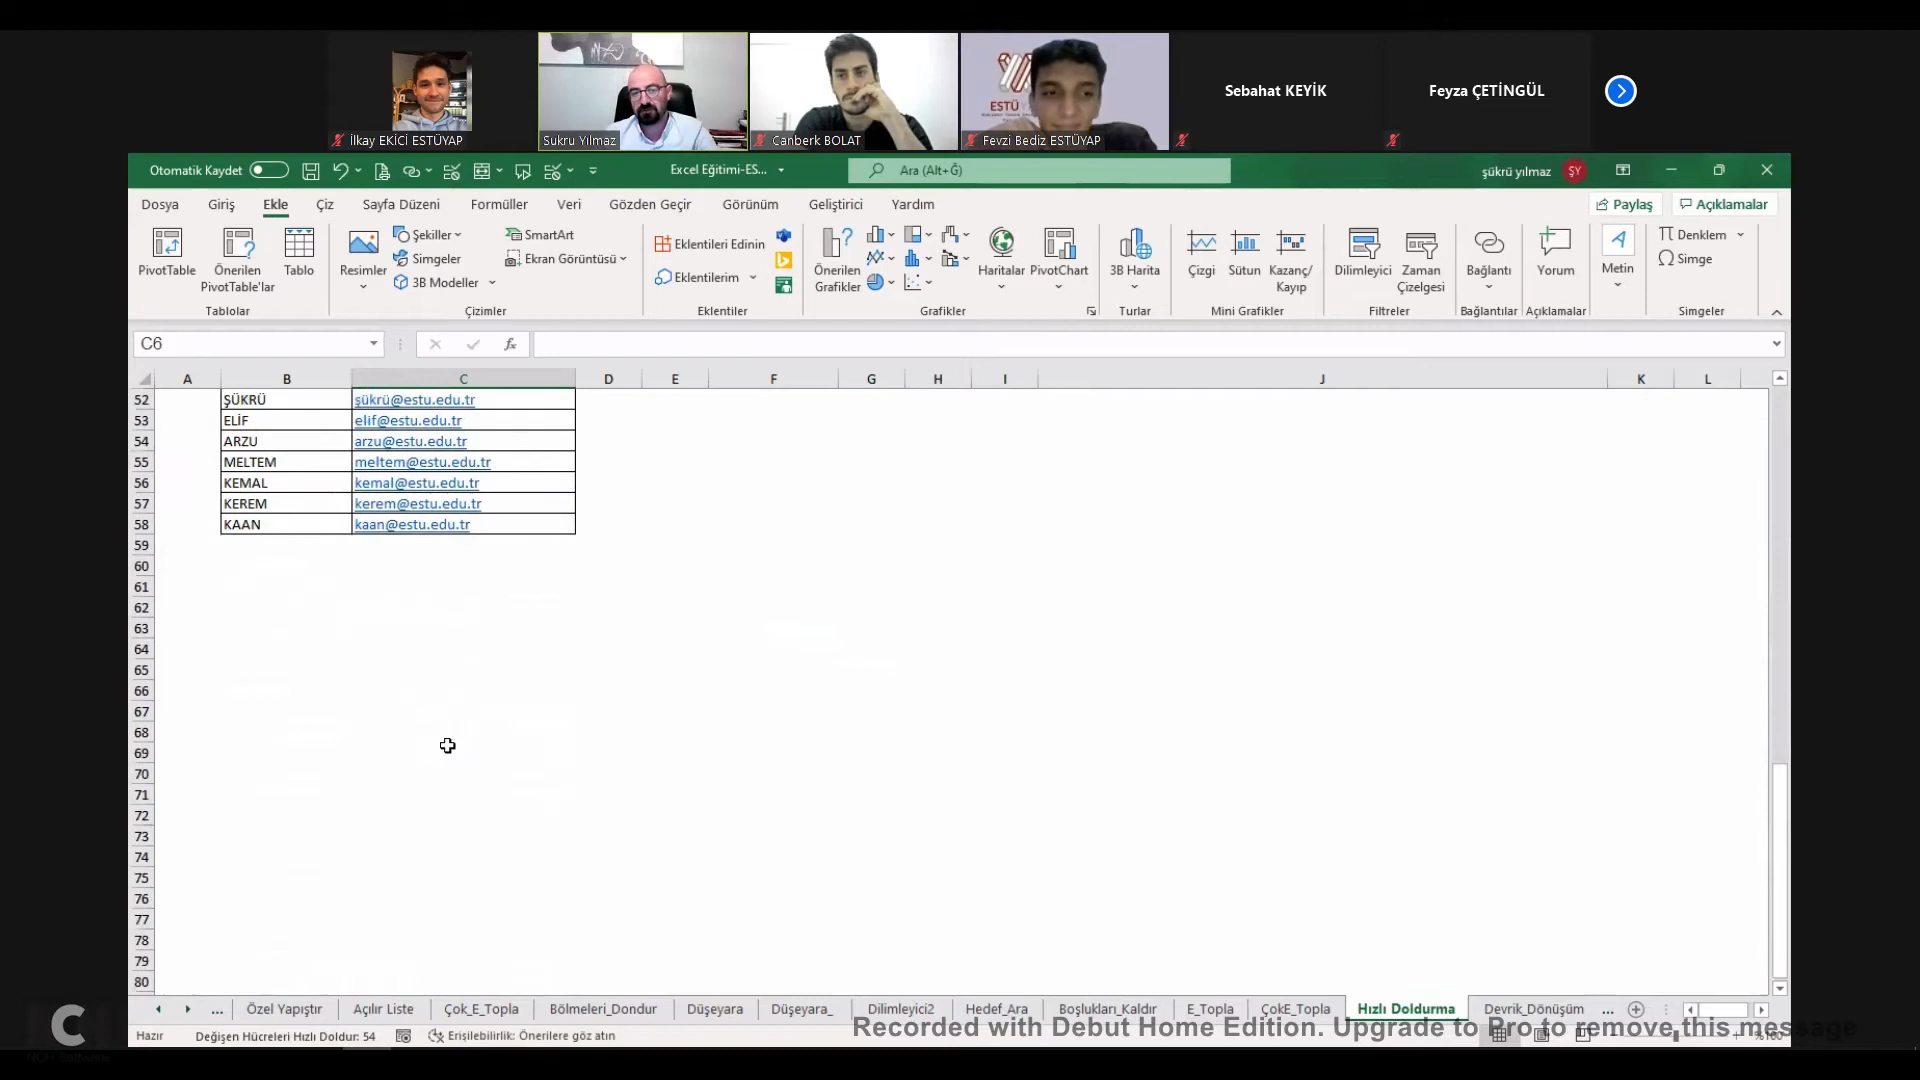 ESTÜ
Sebahat KEYİK
Feyza ÇETİNGÜL
İlkay EKİCİ ESTÜYAP
Sukru Yılmaz
Canberk BOLAT
Fevzi Bediz ESTÜYAP
Otomatik Kaydet
Excel Eğitimi-ES...
Ara (Alt+Ğ)
şükrü yılmaz
ŞY
Dosya Giriş Ekle Çiz Sayfa Düzeni Formüller Veri Gözden Geçir Görünüm Geliştirici Yardım
Paylaş
Açıklamalar
PivotTable
Önerilen PivotTable'lar
Tablo
Tablolar
Resimler
Şekiller
Simgeler
3B Modeller
SmartArt
Ekran Görüntüsü
Çizimler
Eklentileri Edinin
Eklentilerim
Eklentiler
Önerilen Grafikler
Haritalar
PivotChart
Grafikler
3B Harita
Turlar
Çizgi
Sütun
Kazanç/ Kayıp
Mini Grafikler
Dilimleyici
Zaman Çizelgesi
Filtreler
Bağlantı
Bağlantılar
Yorum
Açıklamalar
Metin
Denklem
Simge
Simgeler
C6
fx
A B C D E F G H I J K L
52 ŞÜKRÜ şükrü@estu.edu.tr
53 ELİF elif@estu.edu.tr
54 ARZU arzu@estu.edu.tr
55 MELTEM meltem@estu.edu.tr
56 KEMAL kemal@estu.edu.tr
57 KEREM kerem@estu.edu.tr
58 KAAN kaan@estu.edu.tr
59
60
61
62
63
64
65
66
67
68
69
70
71
72
73
74
75
76
77
78
79
80
... Özel Yapıştır Açılır Liste Çok_E_Topla Bölmeleri_Dondur Düşeyara Düşeyara_ Dilimleyici2 Hedef_Ara Boşlukları_Kaldır E_Topla ÇokE_Topla Hızlı Doldurma Devrik_Dönüşüm ...
Hazır
Değişen Hücreleri Hızlı Doldur: 54
Erişilebilirlik: Önerilere göz atın
Recorded with Debut Home Edition. Upgrade to Pro to remove this message
NCH Software